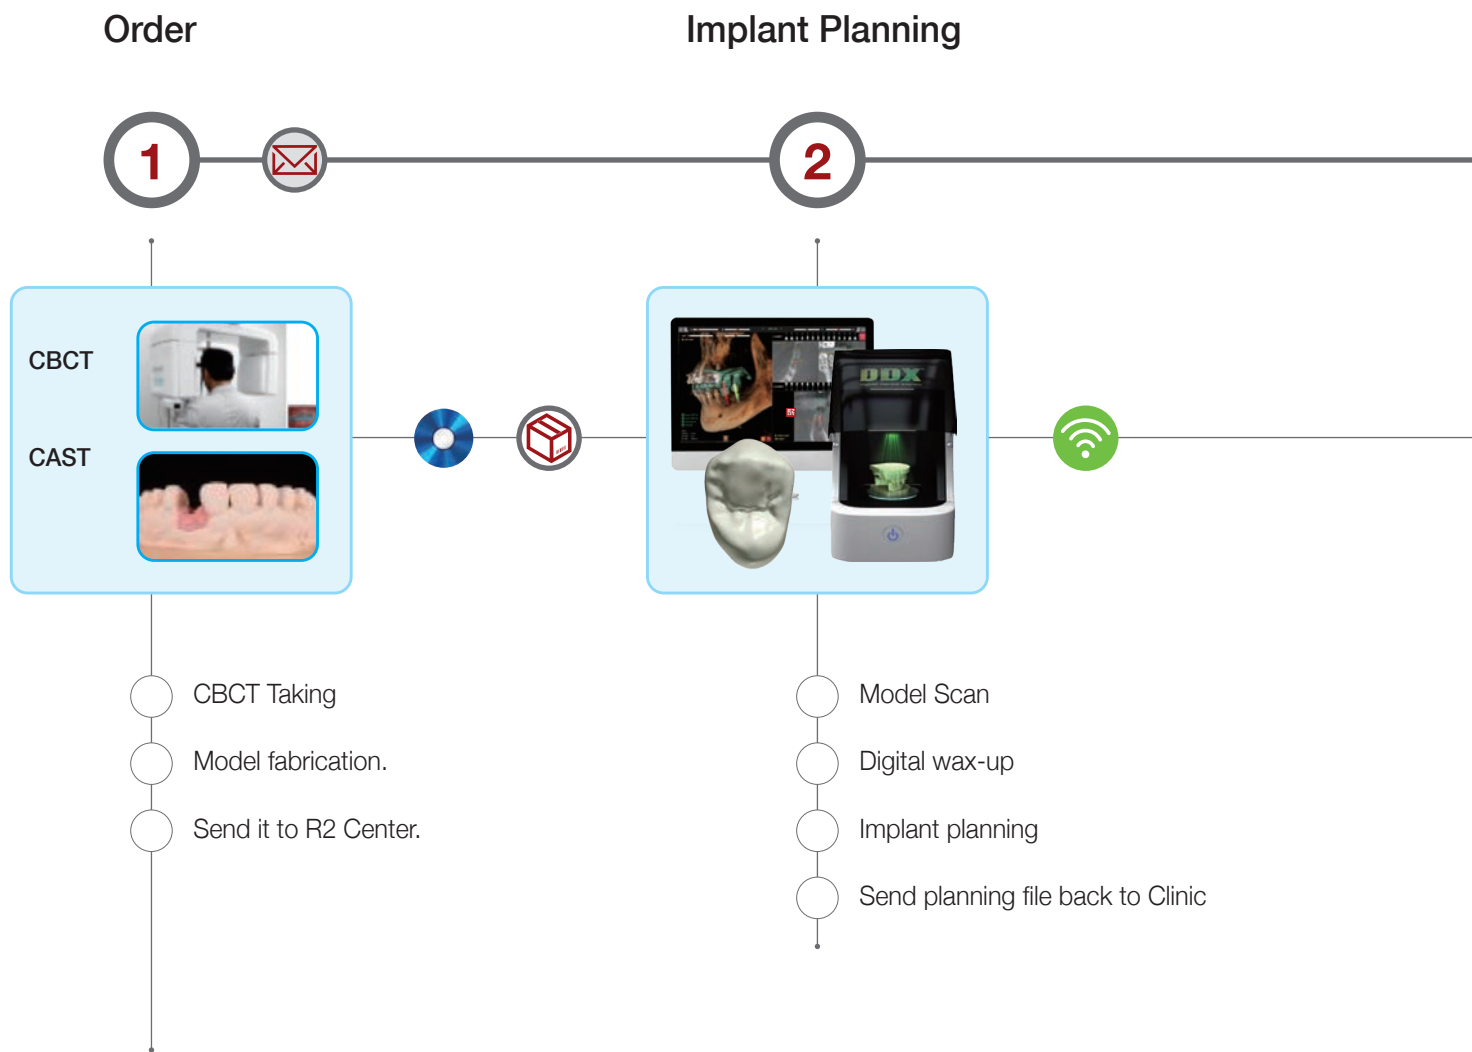 Order
Implant Planning
1
2
CBCT
CAST
DDX
CBCT Taking
Model fabrication.
Send it to R2 Center.
Model Scan
Digital wax-up
Implant planning
Send planning file back to Clinic